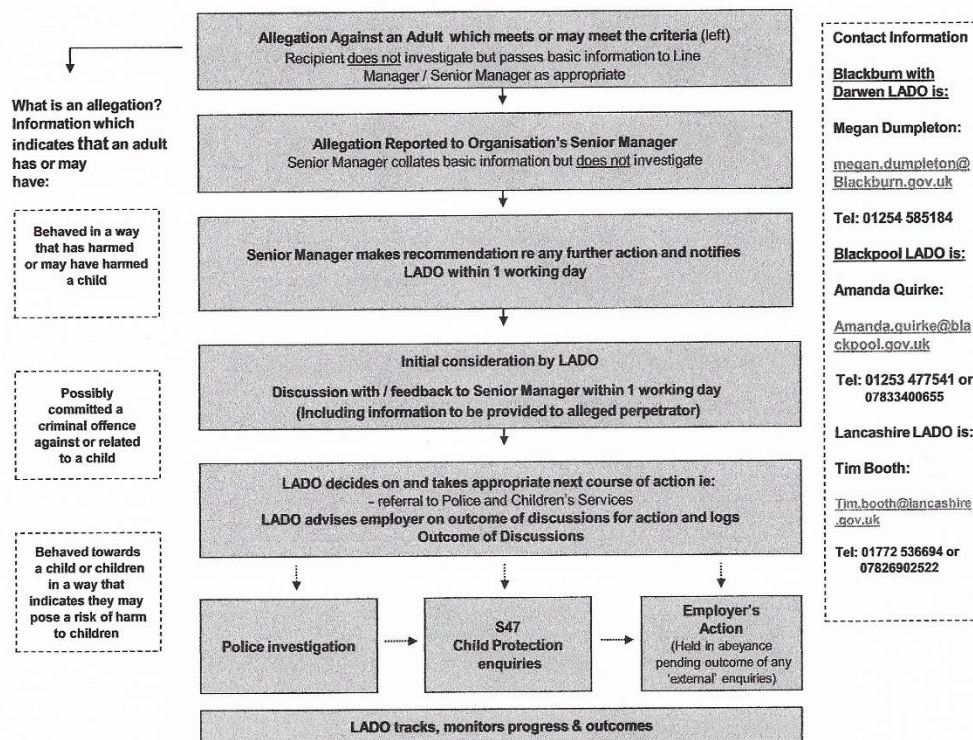 Allegation Against an Adult which meets or may meet the criteria (left)
Recipient does not investigate but passes basic information to Line
Manager / Senior Manager as appropriate
What is an allegation?
Information which
indicates that an adult
has or may
have:
Behaved in a way
that has harmed
or may have harmed
a child
Possibly
committed a
criminal offence
against or related
to a child
Behaved towards
a child or children
in a way that
indicates they may
pose a risk of harm
to children
Allegation Reported to Organisation's Senior Manager
Senior Manager collates basic information but does not investigate
Senior Manager makes recommendation re any further action and notifies
LADO within 1 working day
Initial consideration by LADO
Discussion with / feedback to Senior Manager within 1 working day
(Including information to be provided to alleged perpetrator)
LADO decides on and takes appropriate next course of action ie:
- referral to Police and Children's Services
LADO advises employer on outcome of discussions for action and logs
Outcome of Discussions
Police investigation
S47
Child Protection
enquiries
Employer's
Action
(Held in abeyance
pending outcome of any
'external' enquiries)
LADO tracks, monitors progress & outcomes
Contact Information
Blackburn with
Darwen LADO is:
Megan Dumpleton:
megan.dumpleton@
Blackburn.gov.uk
Tel: 01254 585184
Blackpool LADO is:
Amanda Quirke:
Amanda.quirke@bla
ckpool.gov.uk
Tel: 01253 477541 or
07833400655
Lancashire LADO is:
Tim Booth:
Tim.booth@lancashire
.gov.uk
Tel: 01772 536694 or
07826902522